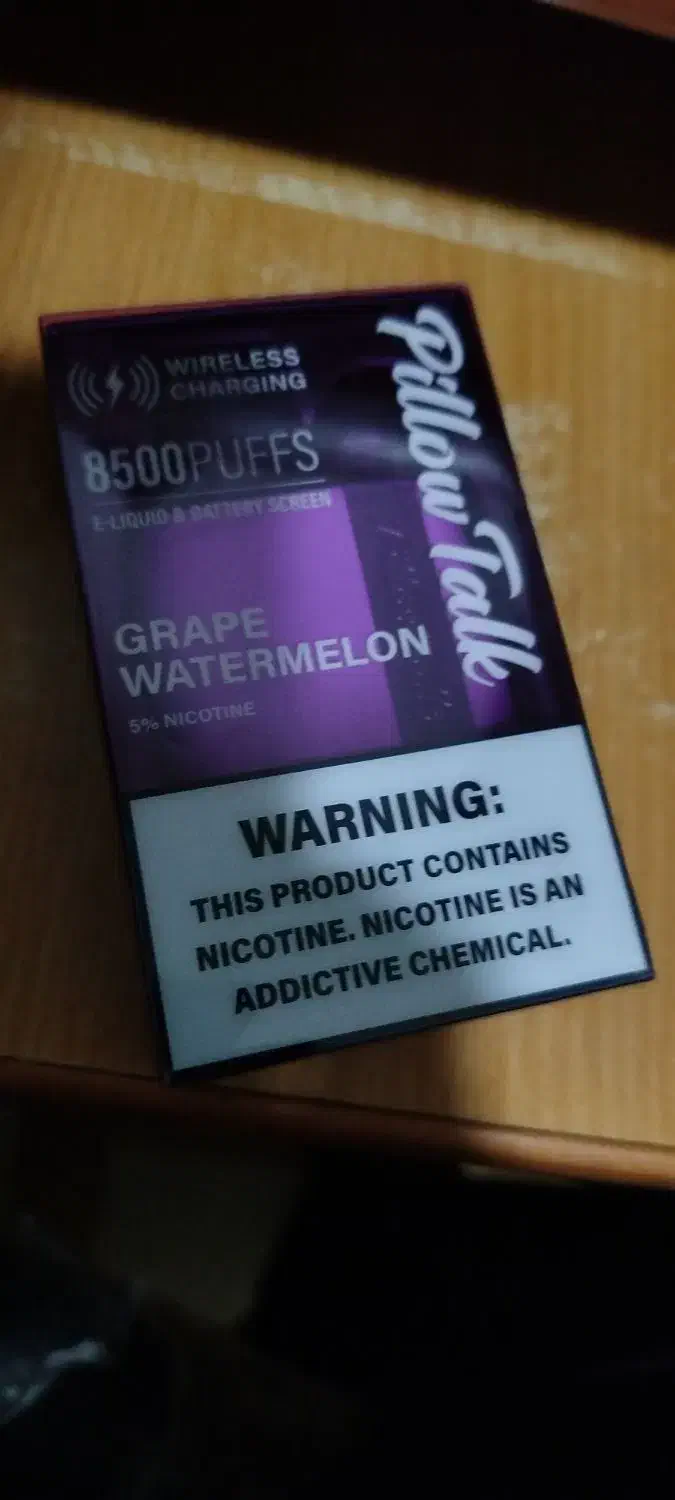 WIRELESS
CHARGING
8500PUFFS
E-LIQUID & BATTERY SCREEN
Pillow Talk
GRAPE
WATERMELON
5% NICOTINE
WARNING:
THIS PRODUCT CONTAINS
NICOTINE. NICOTINE IS AN
ADDICTIVE CHEMICAL.